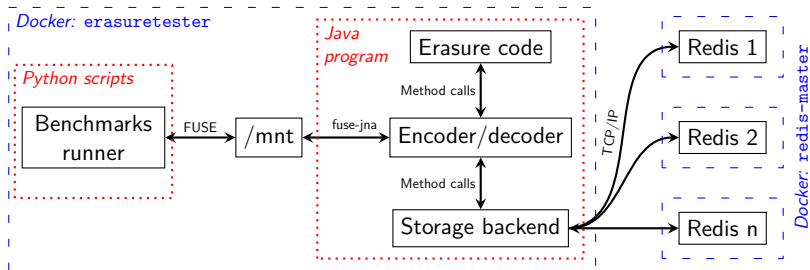 Docker: erasuretester
Java
program
Erasure code
Redis 1
Python scripts
Method calls
Benchmarks
runner
FUSE
/mnt
fuse-jna
Encoder/decoder
TCP/IP
Redis 2
Method calls
Storage backend
Redis n
Docker: redis-master